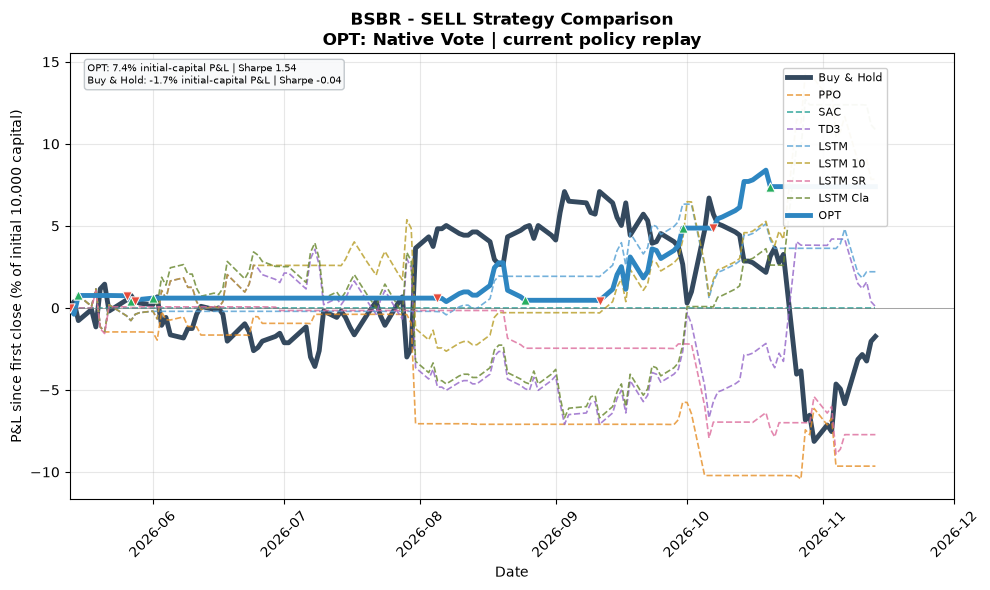 BSBR - SELL Strategy Comparison
OPT: Native Vote | current policy replay
OPT: 7.4% initial-capital P&L | Sharpe 1.54
Buy & Hold: -1.7% initial-capital P&L | Sharpe -0.04
Buy & Hold
PPO
SAC
TD3
LSTM
LSTM 10
LSTM SR
LSTM Cla
OPT
P&L since first close (% of initial 10,000 capital)
15
10
5
0
−5
−10
2026-06
2026-07
2026-08
2026-09
2026-10
2026-11
2026-12
Date